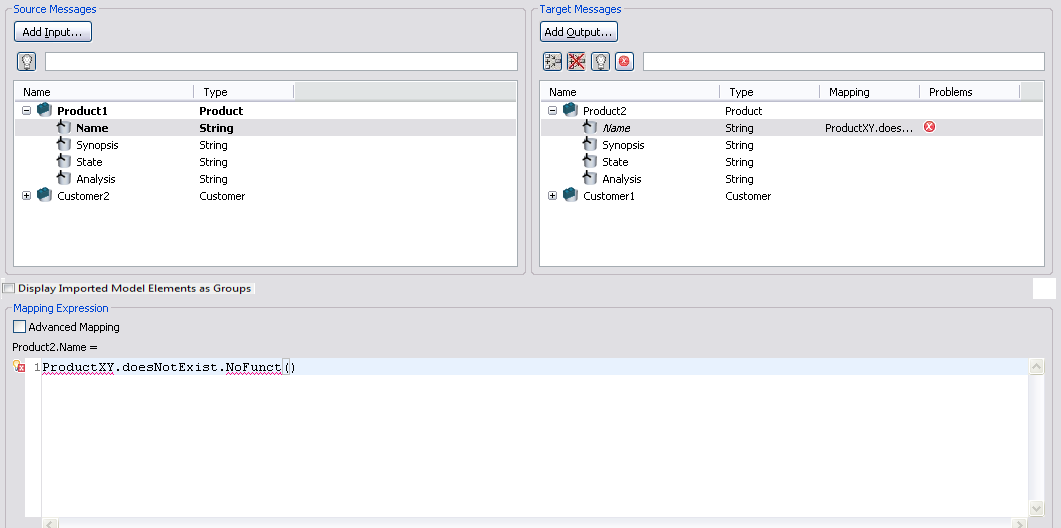 Source Messages
Add Input...
Name Type
Product1 Product
Name String
Synopsis String
State String
Analysis String
Customer2 Customer
Target Messages
Add Output...
Name Type Mapping Problems
Product2 Product
Name String ProductXY.does...
Synopsis String
State String
Analysis String
Customer1 Customer
Display Imported Model Elements as Groups
Mapping Expression
Advanced Mapping
Product2.Name =
1 ProductXY.doesNotExist.NoFunct()